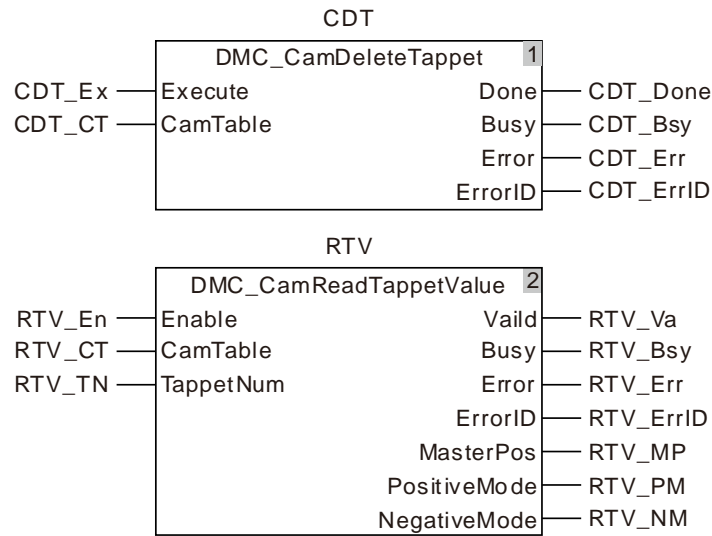 CDT
DMC_CamDeleteTappet 1
CDT_Ex Execute Done CDT_Done
CDT_CT CamTable Busy CDT_Bsy
Error CDT_Err
ErrorID CDT_ErrID
RTV
DMC_CamReadTappetValue 2
RTV_En Enable Vaild RTV_Va
RTV_CT CamTable Busy RTV_Bsy
RTV_TN TappetNum Error RTV_Err
ErrorID RTV_ErrID
MasterPos RTV_MP
PositiveMode RTV_PM
NegativeMode RTV_NM